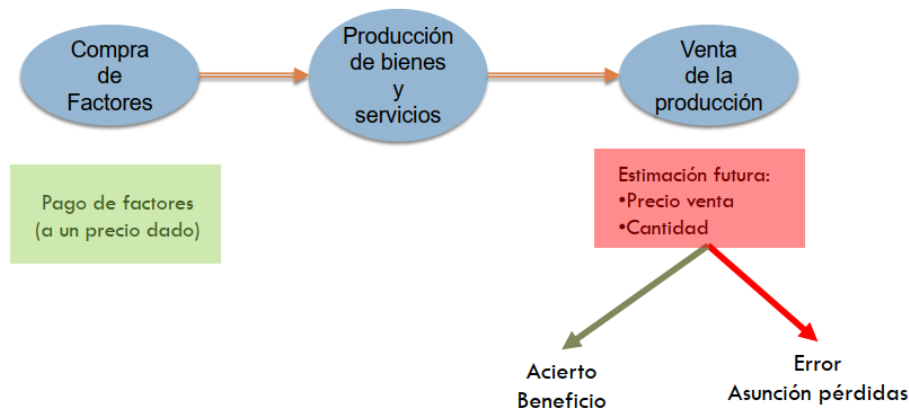 Compra
de
Factores
Producción
de bienes
y
servicios
Venta
de la
producción
Pago de factores
(a un precio dado)
Estimación futura:
•Precio venta
•Cantidad
Acierto
Beneficio
Error
Asunción pérdidas